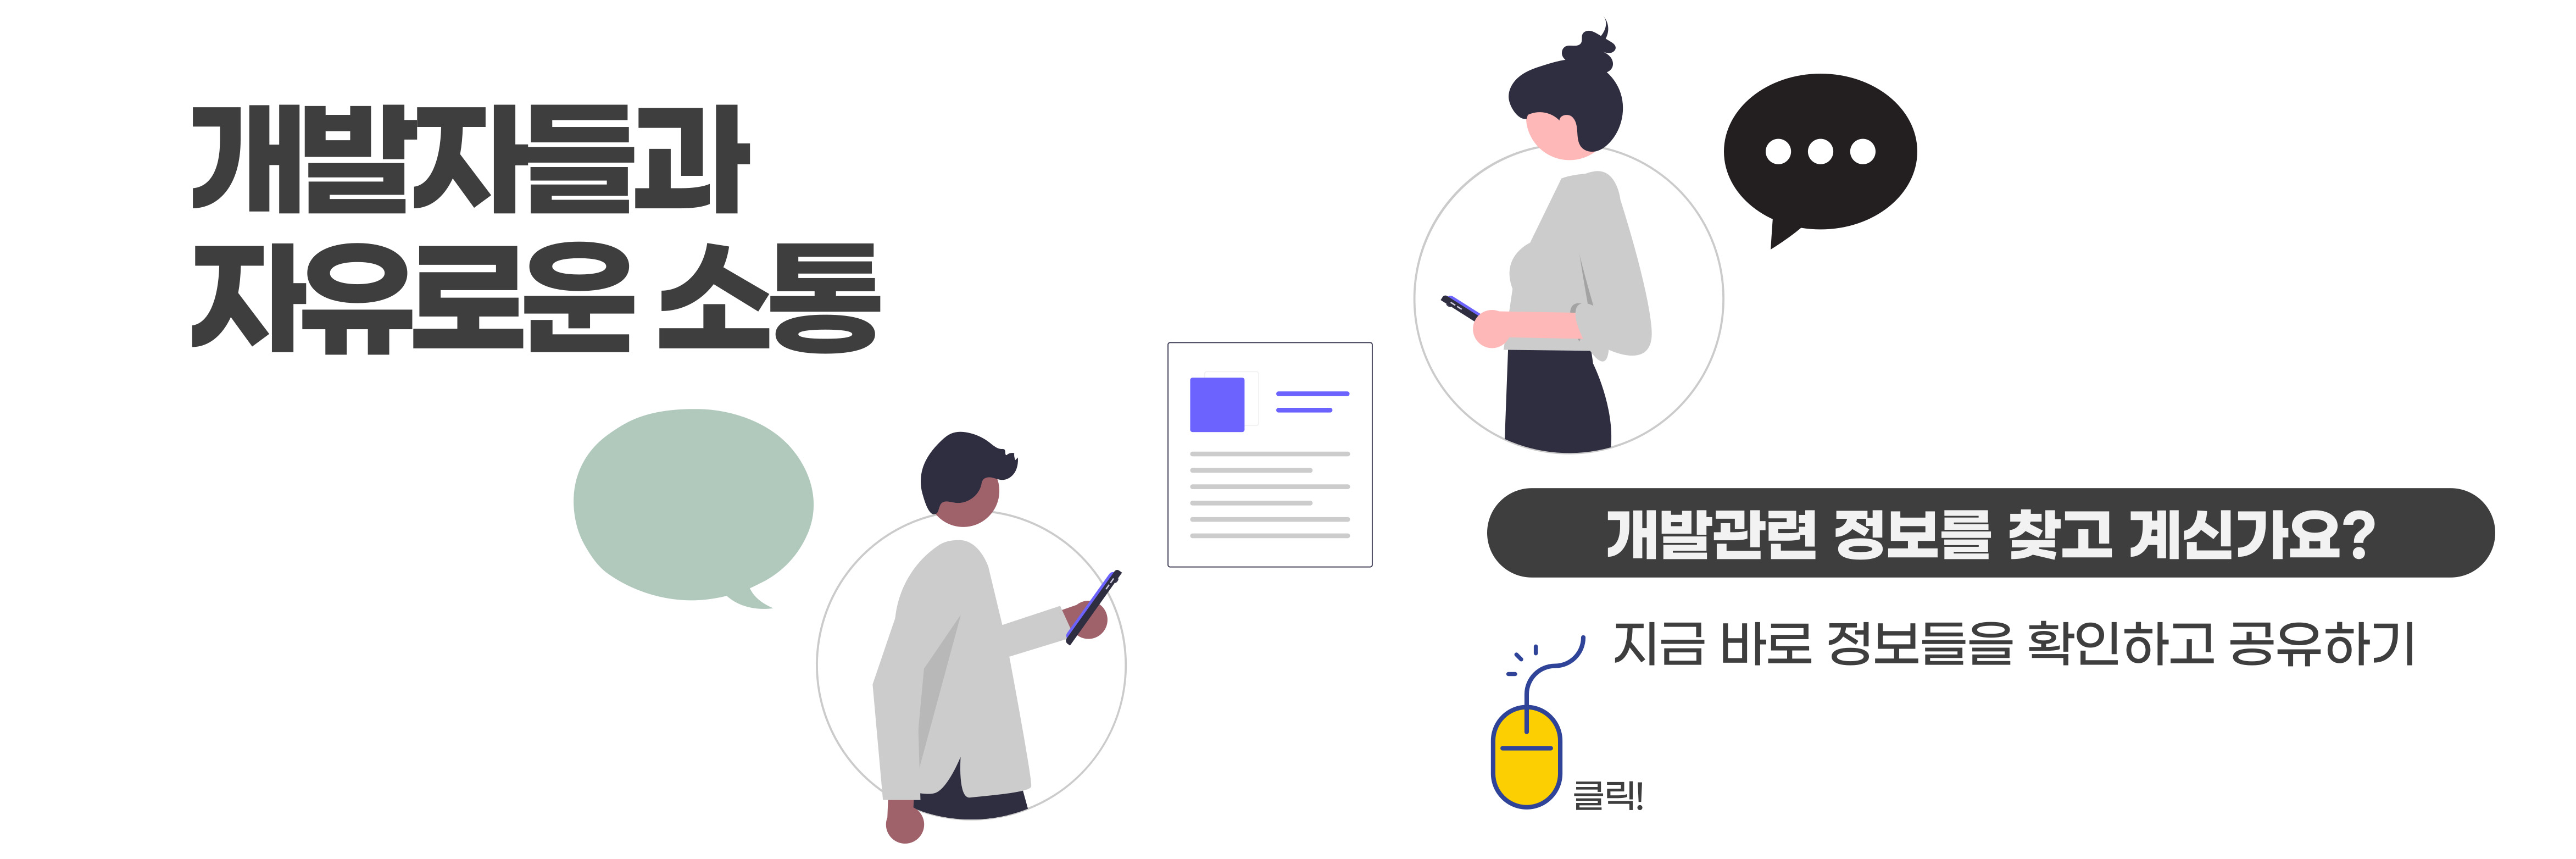 개발자들과
자유로운 소통
개발관련 정보를 찾고 계신가요?
지금 바로 정보들을 확인하고 공유하기
클릭!